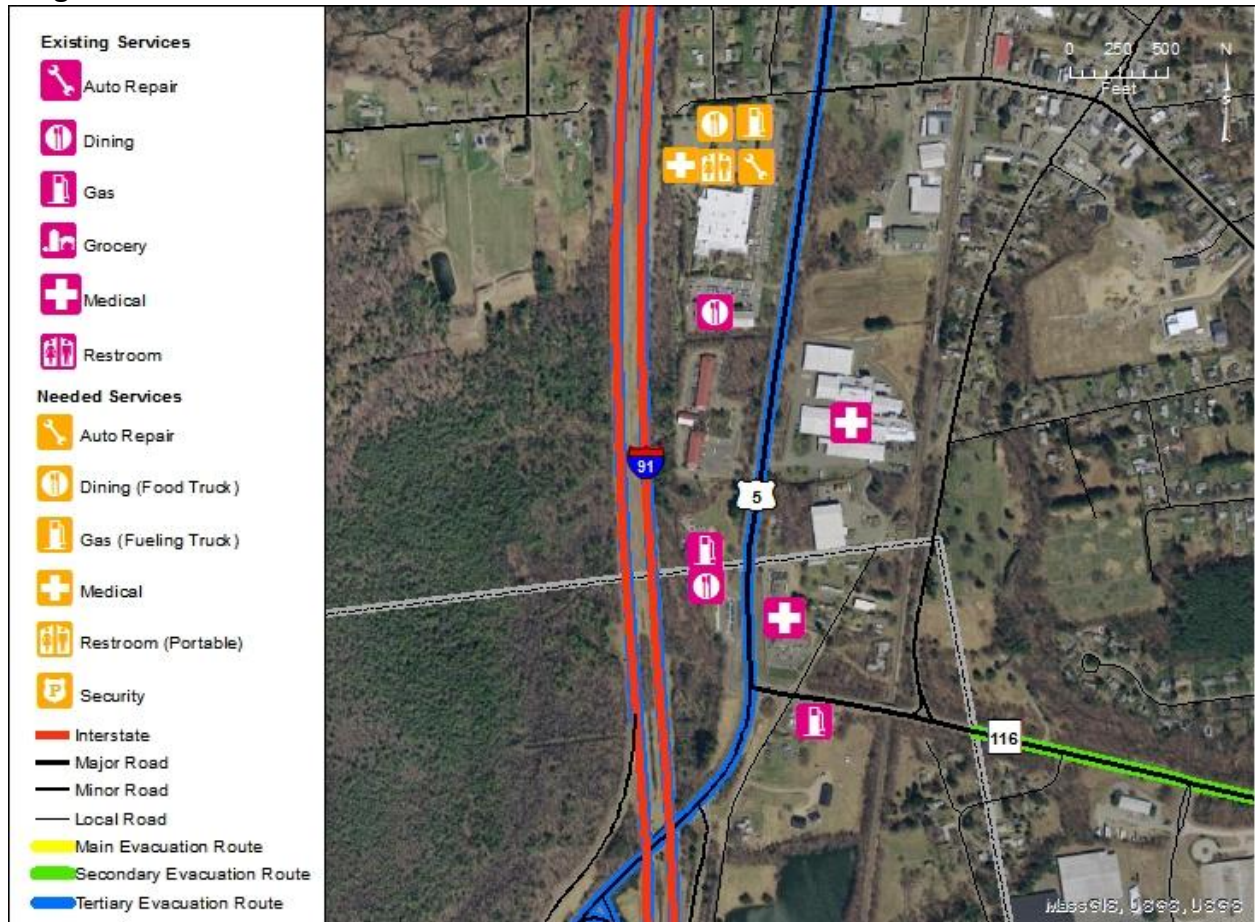 Existing Services
Auto Repair
Dining
Gas
Grocery
Medical
Restroom
Needed Services
Auto Repair
Dining (Food Truck)
Gas (Fueling Truck)
Medical
Restroom (Portable)
P
Security
Interstate
Major Road
Minor Road
Local Road
Main Evacuation Route
Secondary Evacuation Route
Tertiary Evacuation Route
0 250 500
Feet
N
S
91
5
116
MassGIS, USGS, USGS